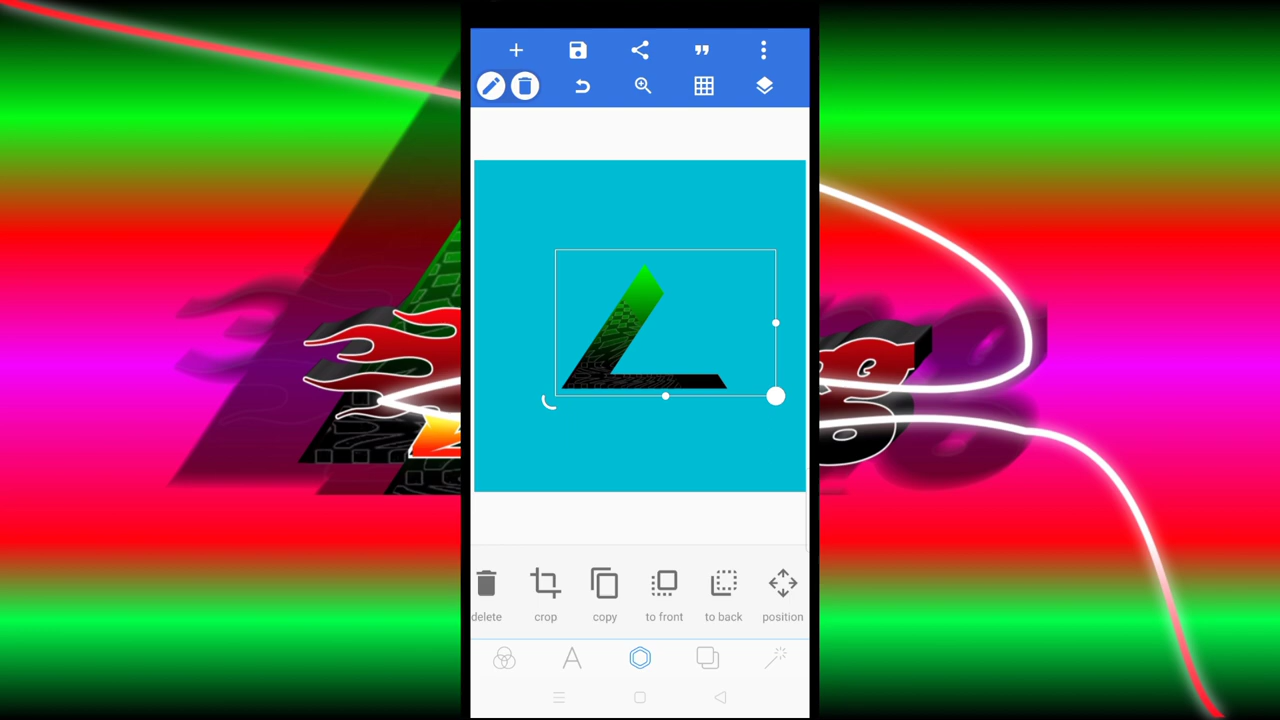 delete
crop
copy
to front
to back
position